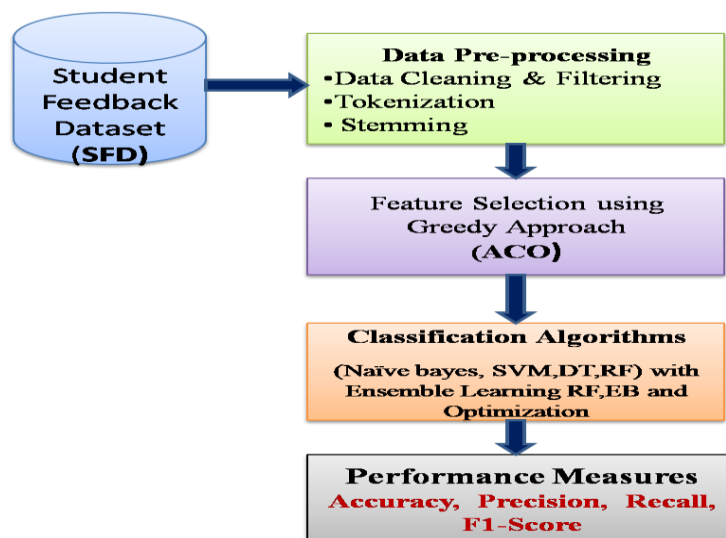 Student
Feedback
Dataset
(SFD)
Data Pre-processing
▪Data Cleaning & Filtering
▪Tokenization
▪ Stemming
Feature Selection using
Greedy Approach
(ACO)
Classification Algorithms
(Naïve bayes, SVM,DT,RF) with
Ensemble Learning RF,EB and
Optimization
Performance Measures
Accuracy, Precision, Recall,
F1-Score